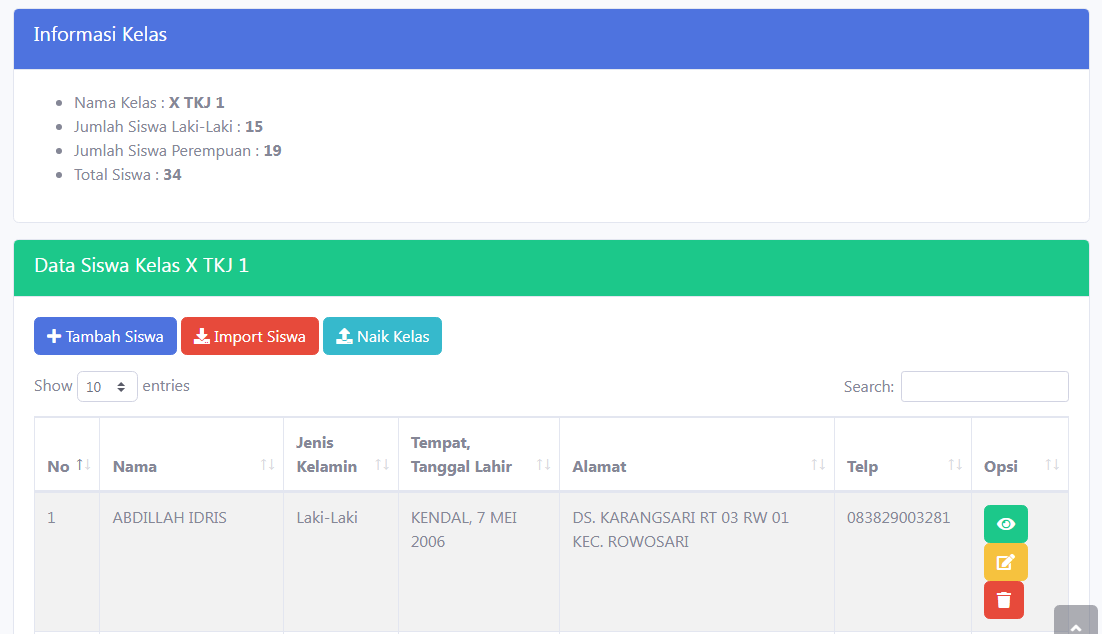 Informasi Kelas
Nama Kelas : X TKJ 1
Jumlah Siswa Laki-Laki : 15
Jumlah Siswa Perempuan : 19
Total Siswa : 34
Data Siswa Kelas X TKJ 1
Tambah Siswa Import Siswa Naik Kelas
Show 10 entries Search:
No Nama Jenis Kelamin Tempat, Tanggal Lahir Alamat Telp Opsi
1 ABDILLAH IDRIS Laki-Laki KENDAL, 7 MEI 2006 DS. KARANGSARI RT 03 RW 01 KEC. ROWOSARI 083829003281